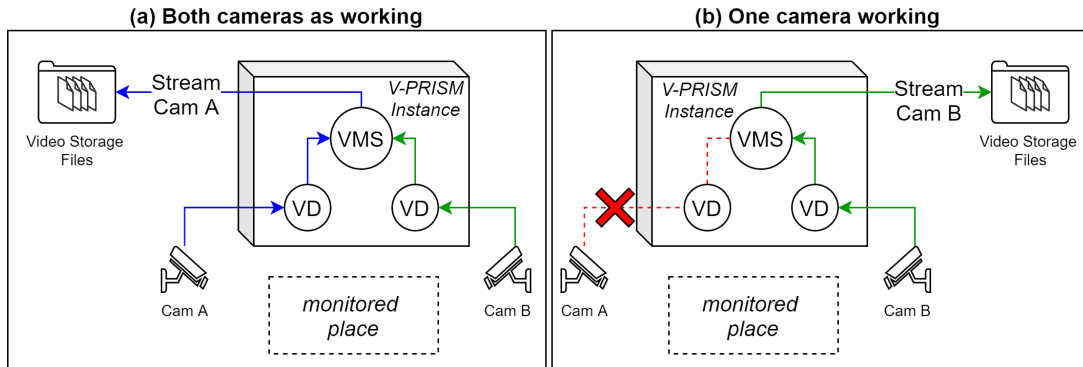 (a) Both cameras as working
Stream
Cam A
V-PRISM
Instance
VMS
Video Storage
Files
VD
VD
Cam A
Cam B
monitored
place
(b) One camera working
V-PRISM
Instance
Stream
Cam B
VMS
Video Storage
Files
VD
VD
Cam A
Cam B
monitored
place